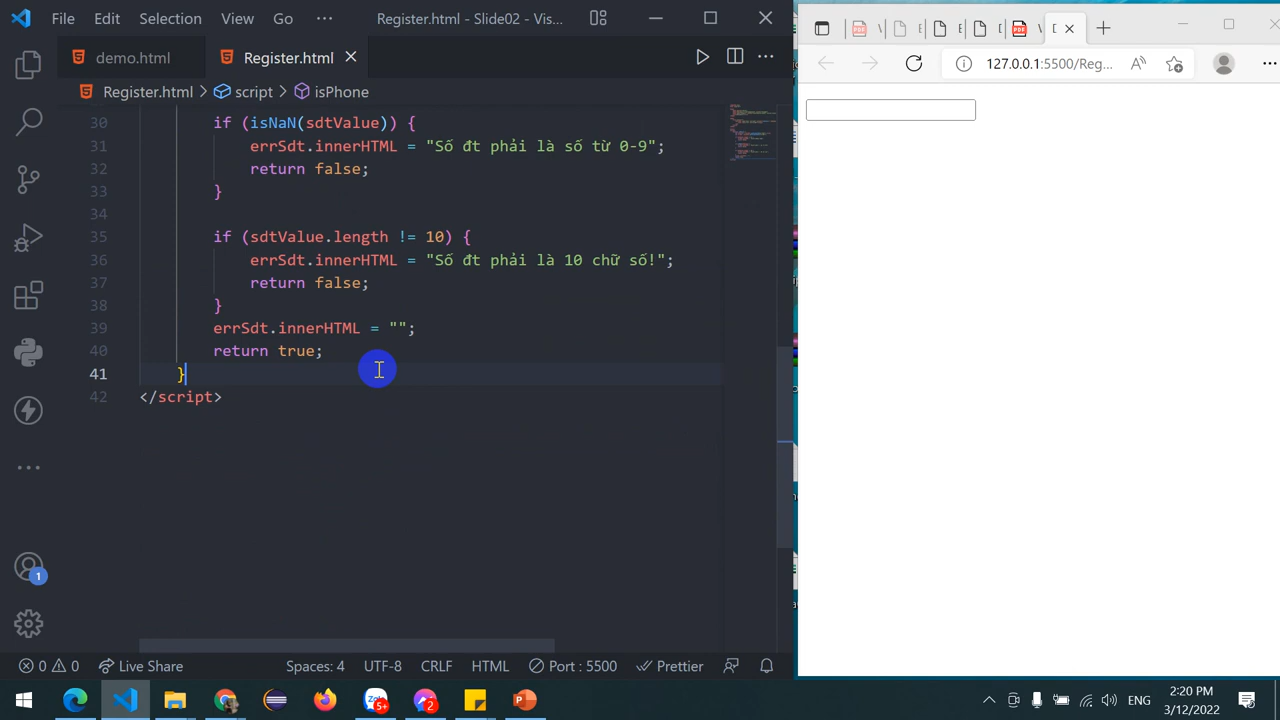 File Edit Selection View Go ··· Register.html - Slide02 - Vis...
demo.html Register.html
Register.html > script > isPhone
30 if (isNaN(sdtValue)) {
31 errSdt.innerHTML = "Số đt phải là số từ 0-9";
32 return false;
33 }
34
35 if (sdtValue.length != 10) {
36 errSdt.innerHTML = "Số đt phải là 10 chữ số!";
37 return false;
38 }
39 errSdt.innerHTML = "";
40 return true;
41 }
42 </script>
1
0 0 Live Share Spaces: 4 UTF-8 CRLF HTML Port : 5500 Prettier
127.0.0.1:5500/Reg...
5+ 2 ENG 2:20 PM
3/12/2022